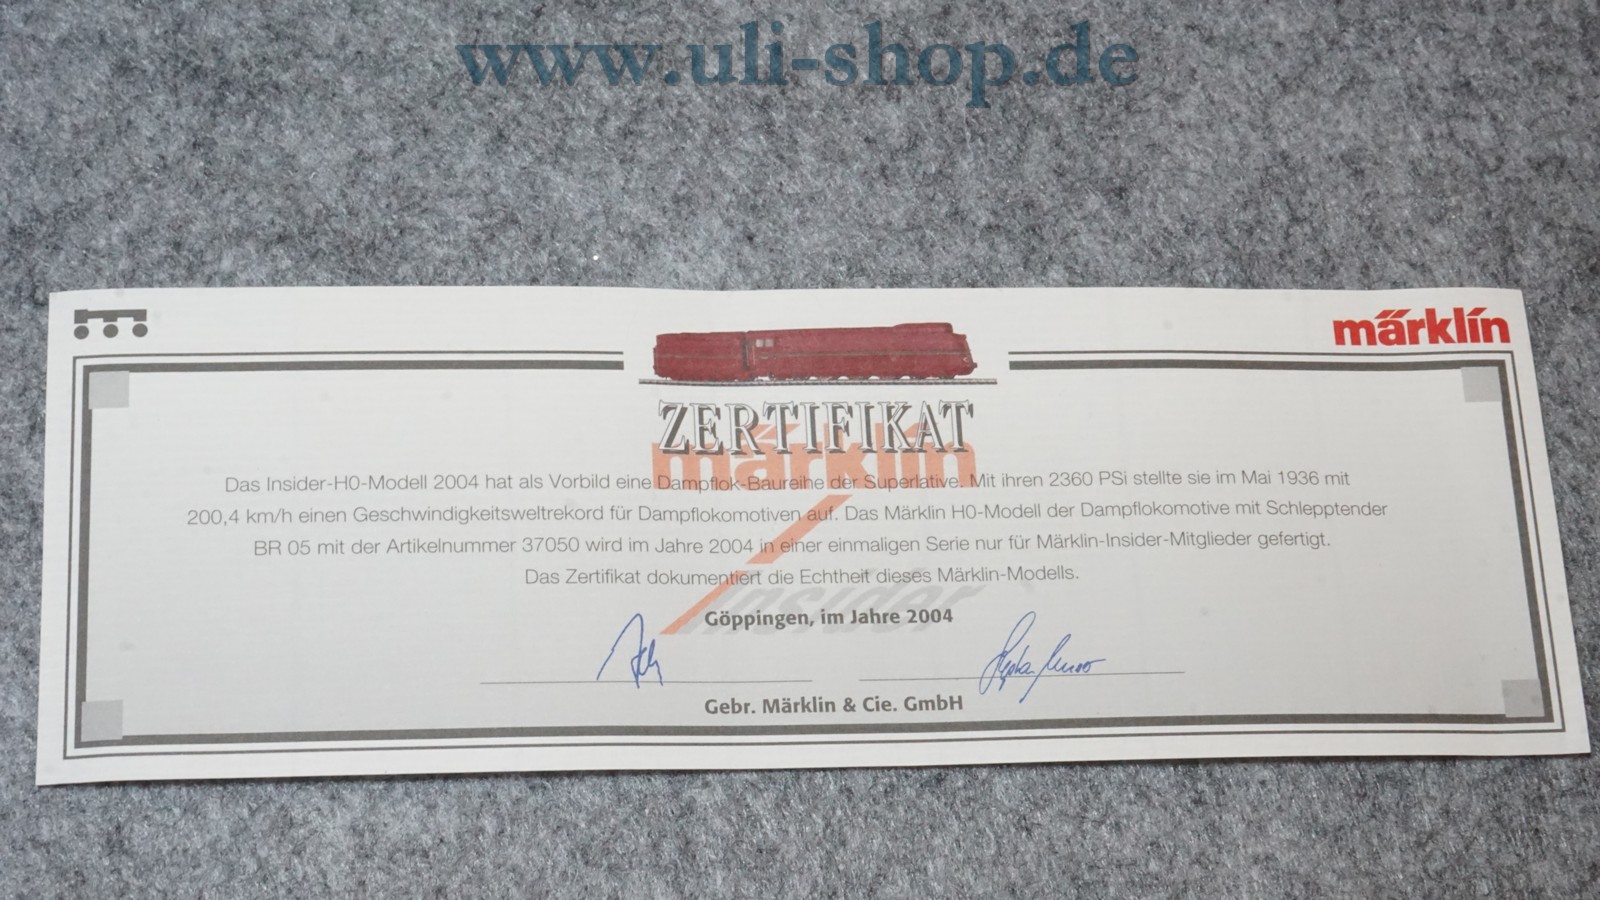 www.uli-shop.de
märklin
ZERTIFIKAT
märklin
Das Insider-H0-Modell 2004 hat als Vorbild eine Dampflok-Baureihe der Superlative. Mit ihren 2360 PSi stellte sie im Mai 1936 mit
200,4 km/h einen Geschwindigkeitsweltrekord für Dampflokomotiven auf. Das Märklin H0-Modell der Dampflokomotive mit Schlepptender
BR 05 mit der Artikelnummer 37050 wird im Jahre 2004 in einer einmaligen Serie nur für Märklin-Insider-Mitglieder gefertigt.
Das Zertifikat dokumentiert die Echtheit dieses Märklin-Modells.
insider
Göppingen, im Jahre 2004
Gebr. Märklin & Cie. GmbH